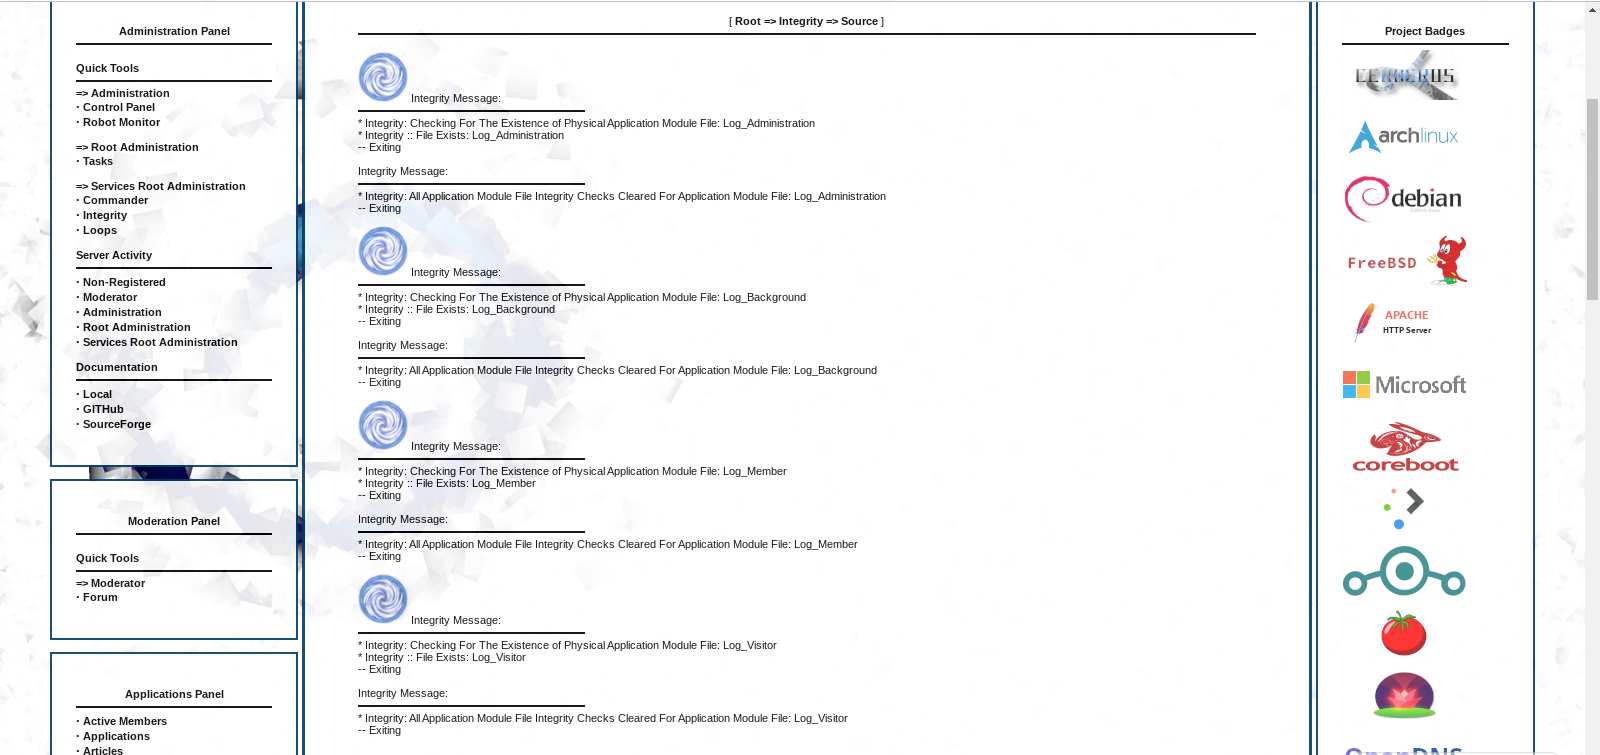 Administration Panel
Quick Tools
=> Administration
· Control Panel
· Robot Monitor
=> Root Administration
· Tasks
=> Services Root Administration
· Commander
· Integrity
· Loops
Server Activity
· Non-Registered
· Moderator
· Administration
· Root Administration
· Services Root Administration
Documentation
· Local
· GITHub
· SourceForge
Moderation Panel
Quick Tools
=> Moderator
· Forum
Applications Panel
· Active Members
· Applications
· Articles
[ Root => Integrity => Source ]
Integrity Message:
* Integrity: Checking For The Existence of Physical Application Module File: Log_Administration
* Integrity :: File Exists: Log_Administration
-- Exiting
Integrity Message:
* Integrity: All Application Module File Integrity Checks Cleared For Application Module File: Log_Administration
-- Exiting
Integrity Message:
* Integrity: Checking For The Existence of Physical Application Module File: Log_Background
* Integrity :: File Exists: Log_Background
-- Exiting
Integrity Message:
* Integrity: All Application Module File Integrity Checks Cleared For Application Module File: Log_Background
-- Exiting
Integrity Message:
* Integrity: Checking For The Existence of Physical Application Module File: Log_Member
* Integrity :: File Exists: Log_Member
-- Exiting
Integrity Message:
* Integrity: All Application Module File Integrity Checks Cleared For Application Module File: Log_Member
-- Exiting
Integrity Message:
* Integrity: Checking For The Existence of Physical Application Module File: Log_Visitor
* Integrity :: File Exists: Log_Visitor
-- Exiting
Integrity Message:
* Integrity: All Application Module File Integrity Checks Cleared For Application Module File: Log_Visitor
-- Exiting
Project Badges
CERBERUS
archlinux
debian
FreeBSD
APACHE
HTTP Server
Microsoft
coreboot
OpenDNS